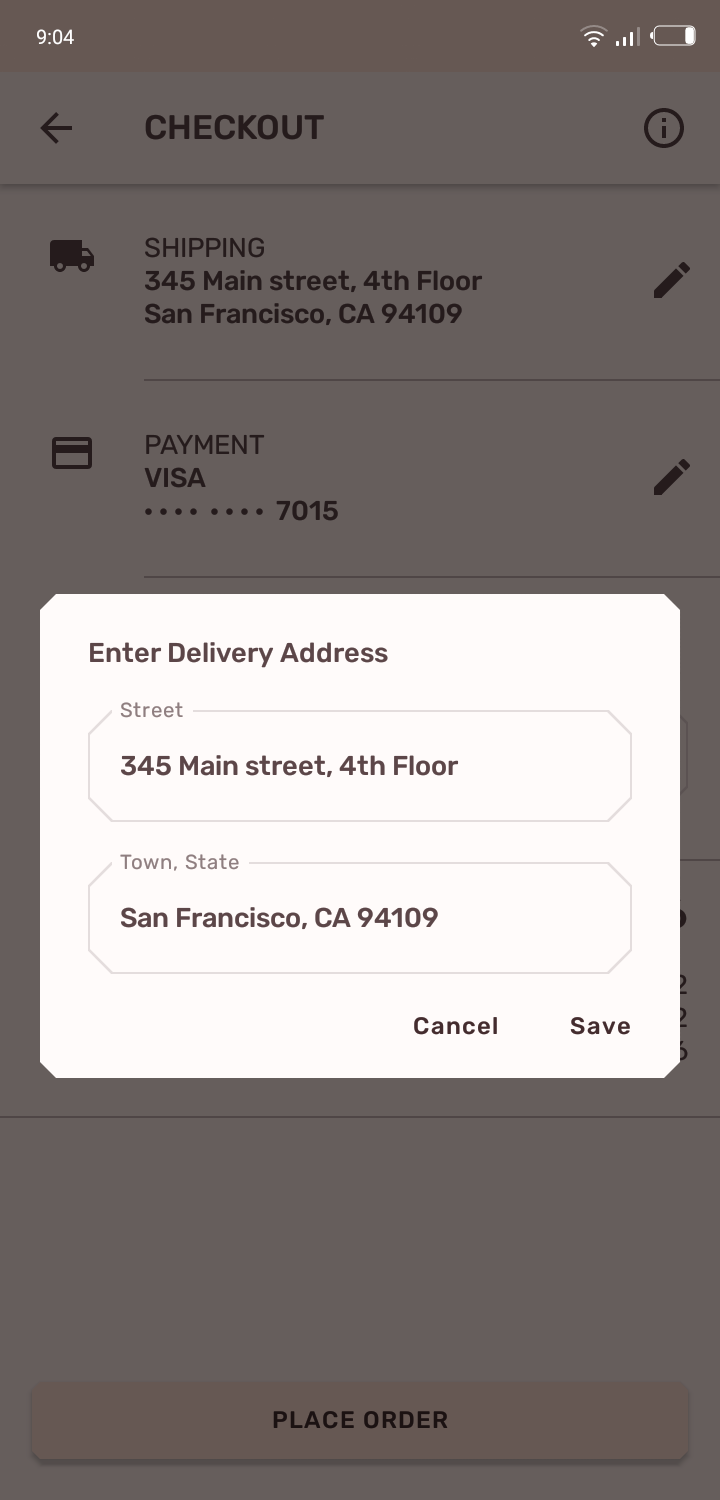 9:04
CHECKOUT
SHIPPING
345 Main street, 4th Floor
San Francisco, CA 94109
PAYMENT
VISA
•••• •••• 7015
Enter Delivery Address
Street
345 Main street, 4th Floor
Town, State
San Francisco, CA 94109
Cancel
Save
PLACE ORDER